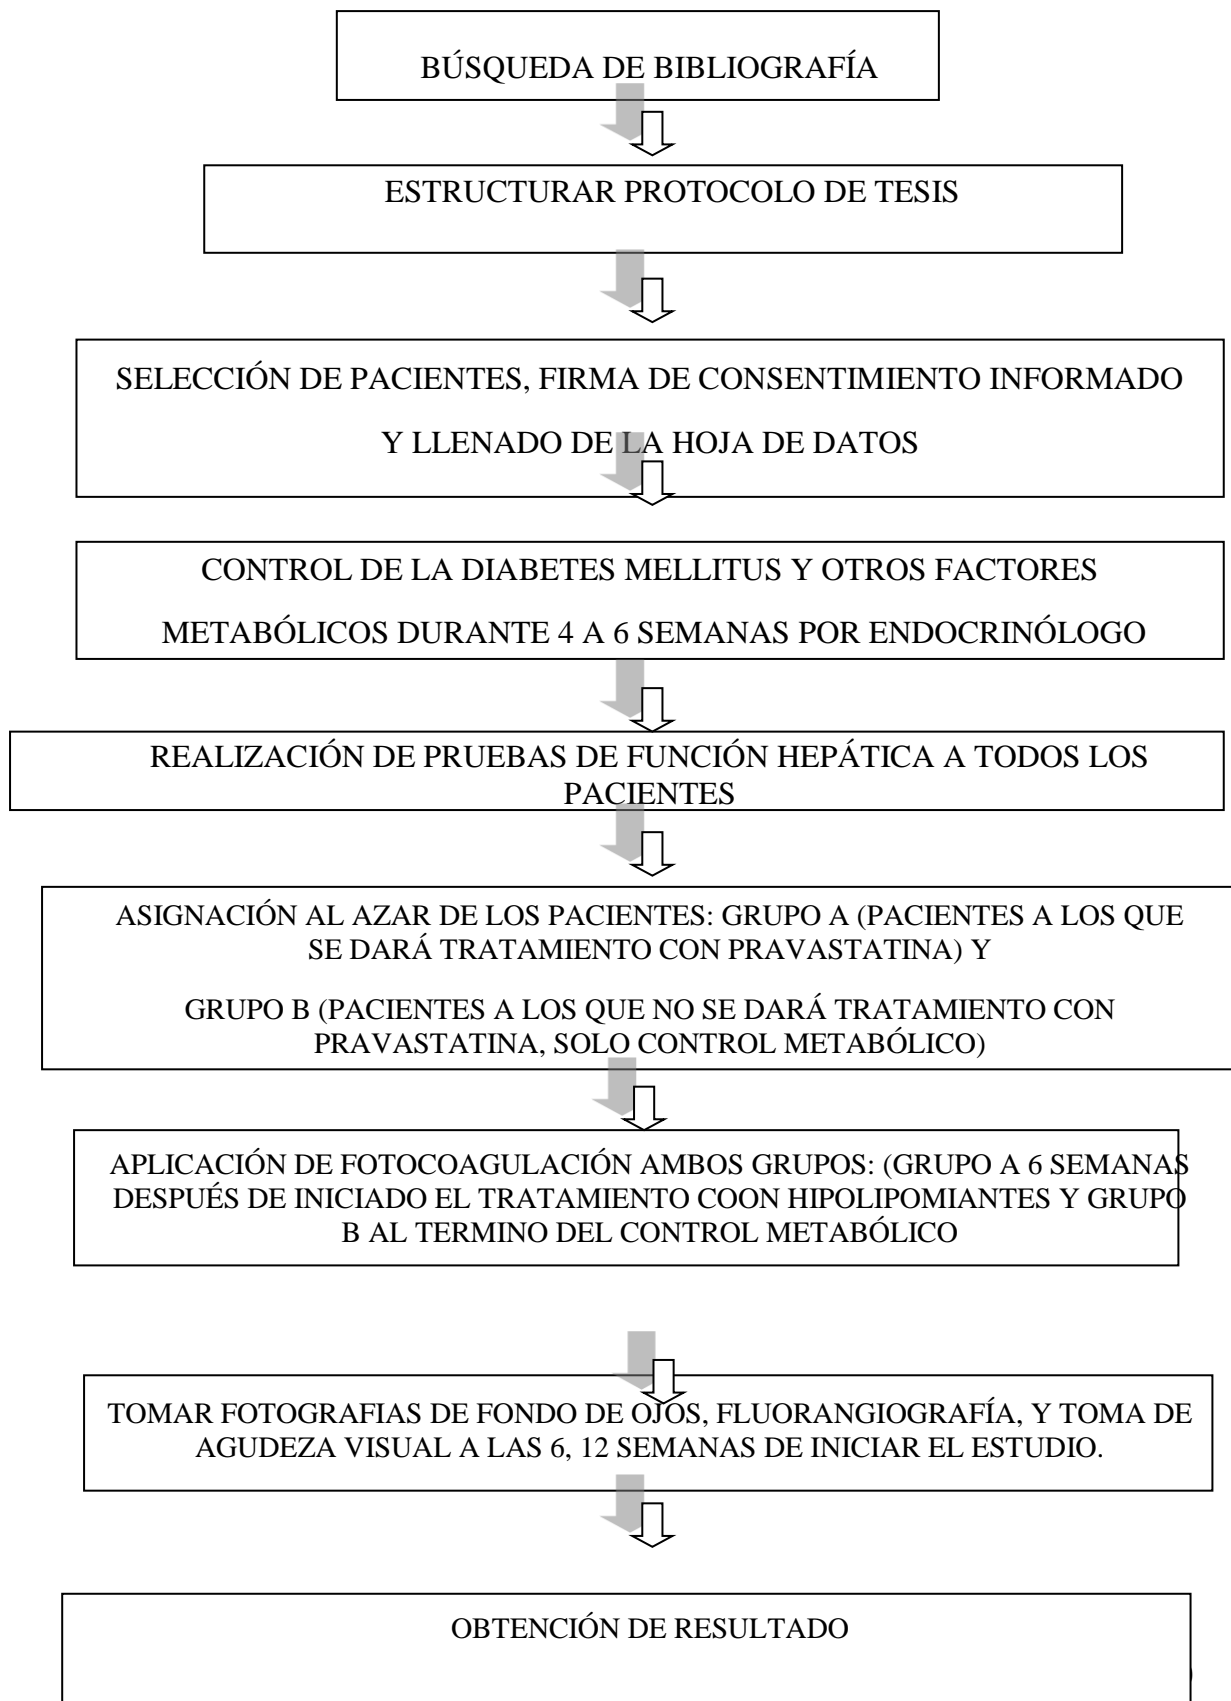 BÚSQUEDA DE BIBLIOGRAFÍA
ESTRUCTURAR PROTOCOLO DE TESIS
SELECCIÓN DE PACIENTES, FIRMA DE CONSENTIMIENTO INFORMADO
Y LLENADO DE LA HOJA DE DATOS
CONTROL DE LA DIABETES MELLITUS Y OTROS FACTORES
METABÓLICOS DURANTE 4 A 6 SEMANAS POR ENDOCRINÓLOGO
REALIZACIÓN DE PRUEBAS DE FUNCIÓN HEPÁTICA A TODOS LOS
PACIENTES
ASIGNACIÓN AL AZAR DE LOS PACIENTES: GRUPO A (PACIENTES A LOS QUE
SE DARÁ TRATAMIENTO CON PRAVASTATINA) Y
GRUPO B (PACIENTES A LOS QUE NO SE DARÁ TRATAMIENTO CON
PRAVASTATINA, SOLO CONTROL METABÓLICO)
APLICACIÓN DE FOTOCOAGULACIÓN AMBOS GRUPOS: (GRUPO A 6 SEMANAS
DESPUÉS DE INICIADO EL TRATAMIENTO COON HIPOLIPOMIANTES Y GRUPO
B AL TERMINO DEL CONTROL METABÓLICO
TOMAR FOTOGRAFIAS DE FONDO DE OJOS, FLUORANGIOGRAFÍA, Y TOMA DE
AGUDEZA VISUAL A LAS 6, 12 SEMANAS DE INICIAR EL ESTUDIO.
OBTENCIÓN DE RESULTADO